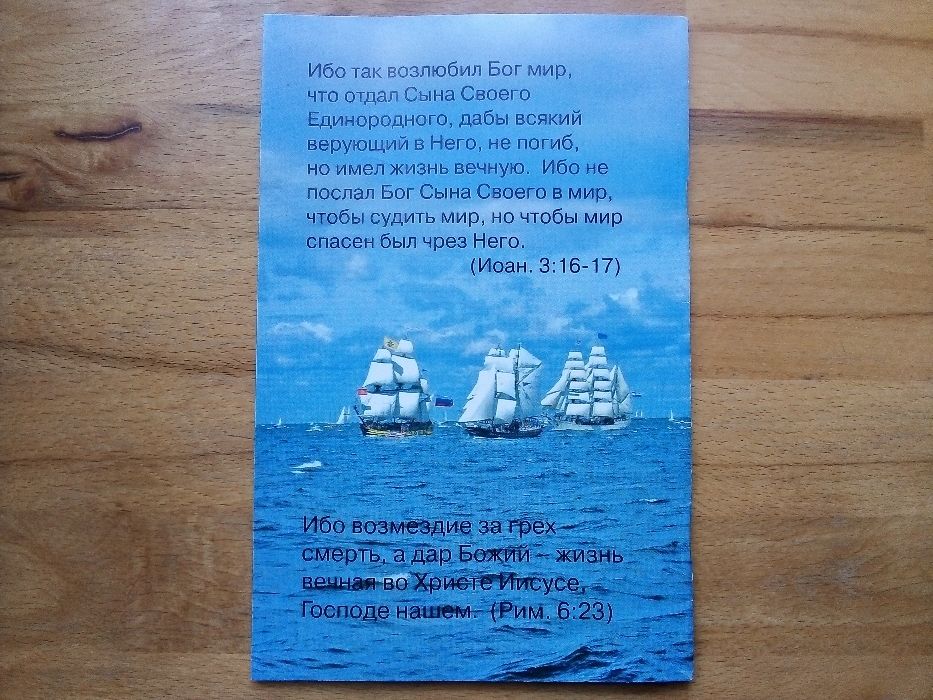 Ибо так возлюбил Бог мир,
что отдал Сына Своего
Единородного, дабы всякий
верующий в Него, не погиб,
но имел жизнь вечную. Ибо не
послал Бог Сына Своего в мир,
чтобы судить мир, но чтобы мир
спасен был чрез Него.
(Иоан. 3:16-17)
Ибо возмездие за грех –
смерть, а дар Божий – жизнь
вечная во Христе Иисусе,
Господе нашем. (Рим. 6:23)